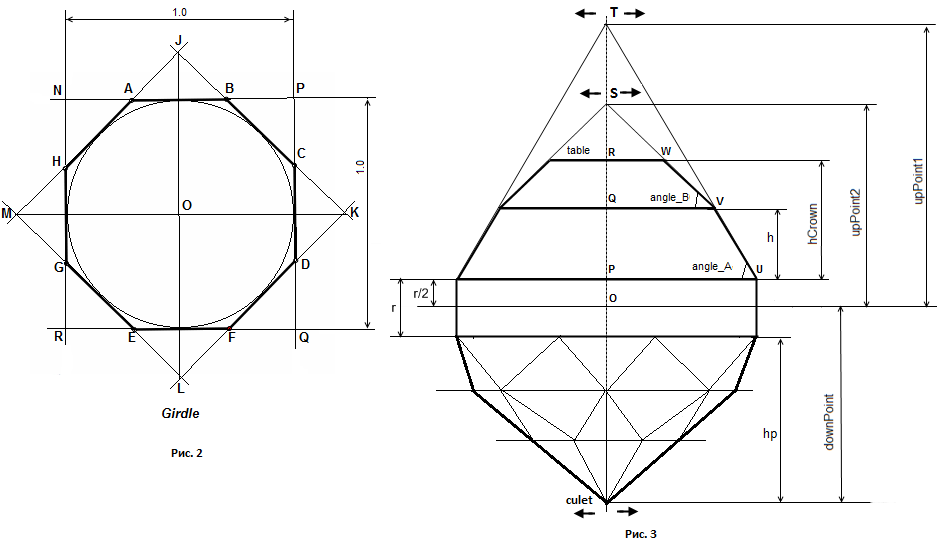 1.0
J
N
A
B
P
H
C
1.0
M
O
K
G
D
R
E
F
Q
L
Girdle
Рис. 2
T
S
table
R
W
angle_B
Q
V
h
hCrown
upPoint2
upPoint1
angle_A
P
U
r
r/2
O
hp
downPoint
culet
Рис. 3